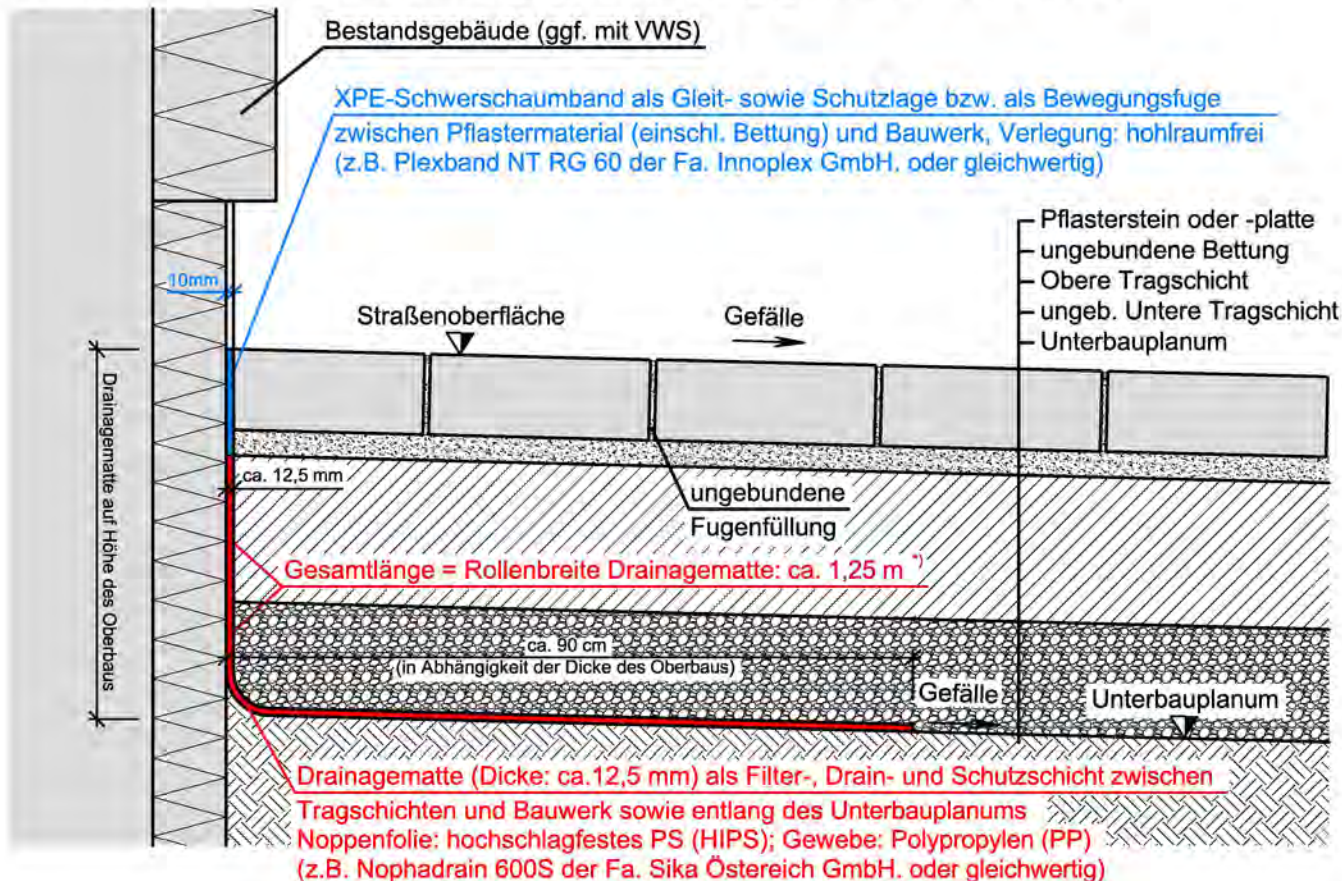 Bestandsgebäude (ggf. mit VWS)
XPE-Schwerschaumband als Gleit- sowie Schutzlage bzw. als Bewegungsfuge
zwischen Pflastermaterial (einschl. Bettung) und Bauwerk, Verlegung: hohlraumfrei
(z.B. Plexband NT RG 60 der Fa. Innoplex GmbH. oder gleichwertig)
Pflasterstein oder -platte
ungebundene Bettung
Obere Tragschicht
ungeb. Untere Tragschicht
Unterbauplanum
10mm
Straßenoberfläche
Gefälle
Drainagematte auf Höhe des Oberbaus
ca. 12,5 mm
ungebundene
Fugenfüllung
Gesamtlänge = Rollenbreite Drainagematte: ca. 1,25 m *)
ca. 90 cm
(in Abhängigkeit der Dicke des Oberbaus)
Gefälle
Unterbauplanum
Drainagematte (Dicke: ca.12,5 mm) als Filter-, Drain- und Schutzschicht zwischen
Tragschichten und Bauwerk sowie entlang des Unterbauplanums
Noppenfolie: hochschlagfestes PS (HIPS); Gewebe: Polypropylen (PP)
(z.B. Nophadrain 600S der Fa. Sika Östereich GmbH. oder gleichwertig)